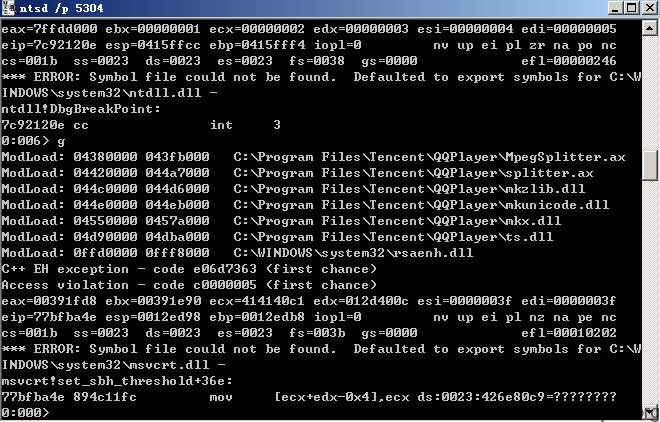 ntsd /p 5304
eax=7ffdd000 ebx=00000001 ecx=00000002 edx=00000003 esi=00000004 edi=00000005
eip=7c92120e esp=0415ffcc ebp=0415fff4 iopl=0         nv up ei pl zr na po nc
cs=001b  ss=0023  ds=0023  es=0023  fs=0038  gs=0000             efl=00000246
*** ERROR: Symbol file could not be found.  Defaulted to export symbols for C:\W
INDOWS\system32\ntdll.dll -
ntdll!DbgBreakPoint:
7c92120e cc               int     3
0:006> g
ModLoad: 04380000 043fb000   C:\Program Files\Tencent\QQPlayer\MpegSplitter.ax
ModLoad: 04420000 044a7000   C:\Program Files\Tencent\QQPlayer\splitter.ax
ModLoad: 044c0000 044d6000   C:\Program Files\Tencent\QQPlayer\mkzlib.dll
ModLoad: 044e0000 044eb000   C:\Program Files\Tencent\QQPlayer\mkunicode.dll
ModLoad: 04550000 0457a000   C:\Program Files\Tencent\QQPlayer\mkx.dll
ModLoad: 04d90000 04dba000   C:\Program Files\Tencent\QQPlayer\ts.dll
ModLoad: 0ffd0000 0fff8000   C:\WINDOWS\system32\rsaenh.dll
C++ EH exception - code e06d7363 (first chance)
Access violation - code c0000005 (first chance)
eax=00391fd8 ebx=00391e90 ecx=414140c1 edx=012d400c esi=0000003f edi=0000003f
eip=77bfba4e esp=0012ed98 ebp=0012edb8 iopl=0         nv up ei pl nz na pe nc
cs=001b  ss=0023  ds=0023  es=0023  fs=003b  gs=0000             efl=00010202
*** ERROR: Symbol file could not be found.  Defaulted to export symbols for C:\W
INDOWS\system32\msvcrt.dll -
msvcrt!set_sbh_threshold+36e:
77bfba4e 894c11fc         mov     [ecx+edx-0x4],ecx ds:0023:426e80c9=????????
0:000>